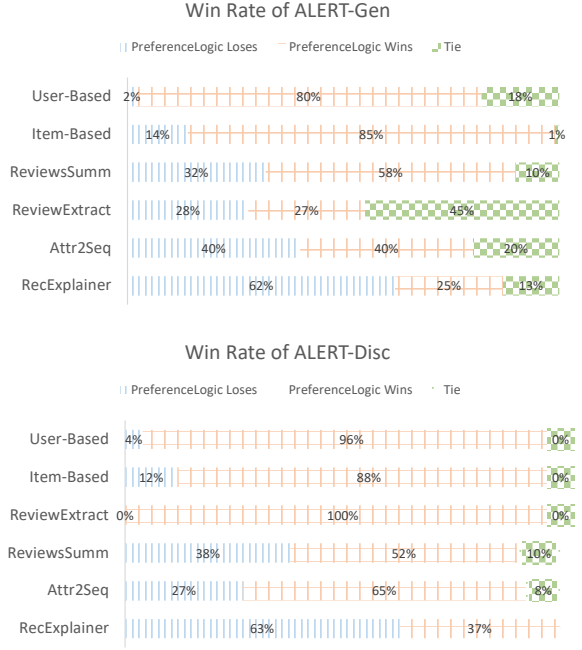 Win Rate of ALERT-Gen
PreferenceLogic Loses PreferenceLogic Wins Tie
User-Based 2% 80% 18%
Item-Based 14% 85% 1%
ReviewsSumm 32% 58% 10%
ReviewExtract 28% 27% 45%
Attr2Seq 40% 40% 20%
RecExplainer 62% 25% 13%
Win Rate of ALERT-Disc
PreferenceLogic Loses PreferenceLogic Wins Tie
User-Based 4% 96% 0%
Item-Based 12% 88% 0%
ReviewExtract 0% 100% 0%
ReviewsSumm 38% 52% 10%
Attr2Seq 27% 65% 8%
RecExplainer 63% 37%